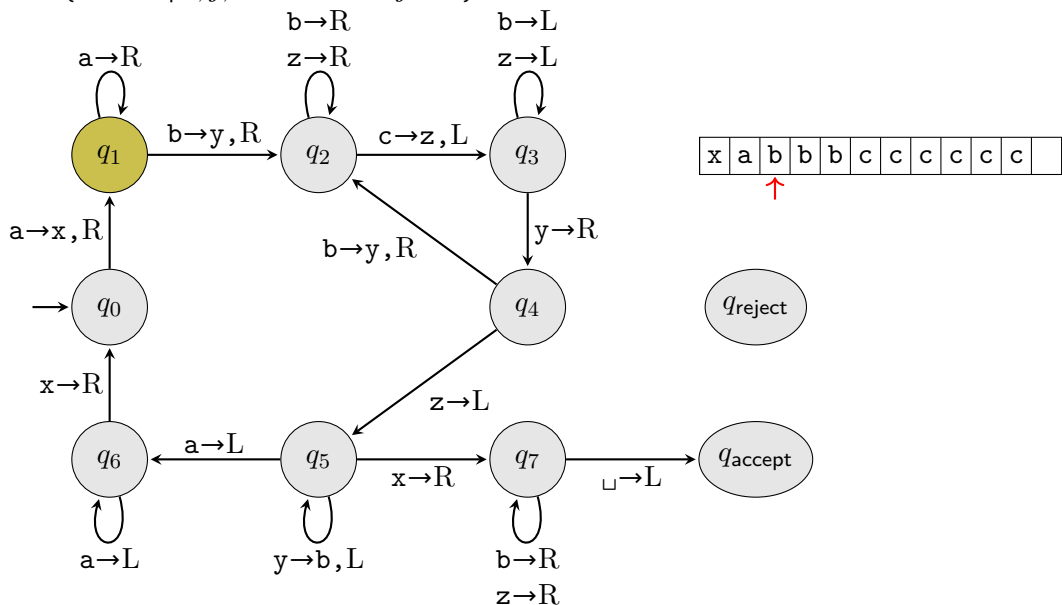 a→R
b→R
z→R
b→L
z→L
q1
b→y,R
q2
c→z,L
q3
x a b b b c c c c c c
a→x,R
b→y,R
y→R
q0
q4
qreject
x→R
z→L
q6
a→L
q5
x→R
q7
␣→L
qaccept
a→L
y→b,L
b→R
z→R